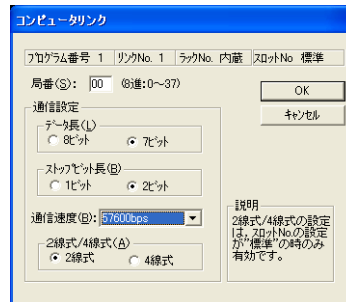 コンピュータリンク
プログラム番号 1 リンクNo. 1 ラックNo. 内蔵 スロットNo 標準
局番(S): 00 (8進:0~37)
OK
キャンセル
通信設定
データ長(L)
8ビット 7ビット
ストップビット長(B)
1ビット 2ビット
通信速度(B): 57600bps
2線式/4線式(A)
2線式 4線式
説明
2線式/4線式の設定
は、スロットNo.の設定
が"標準"の時のみ
有効です。